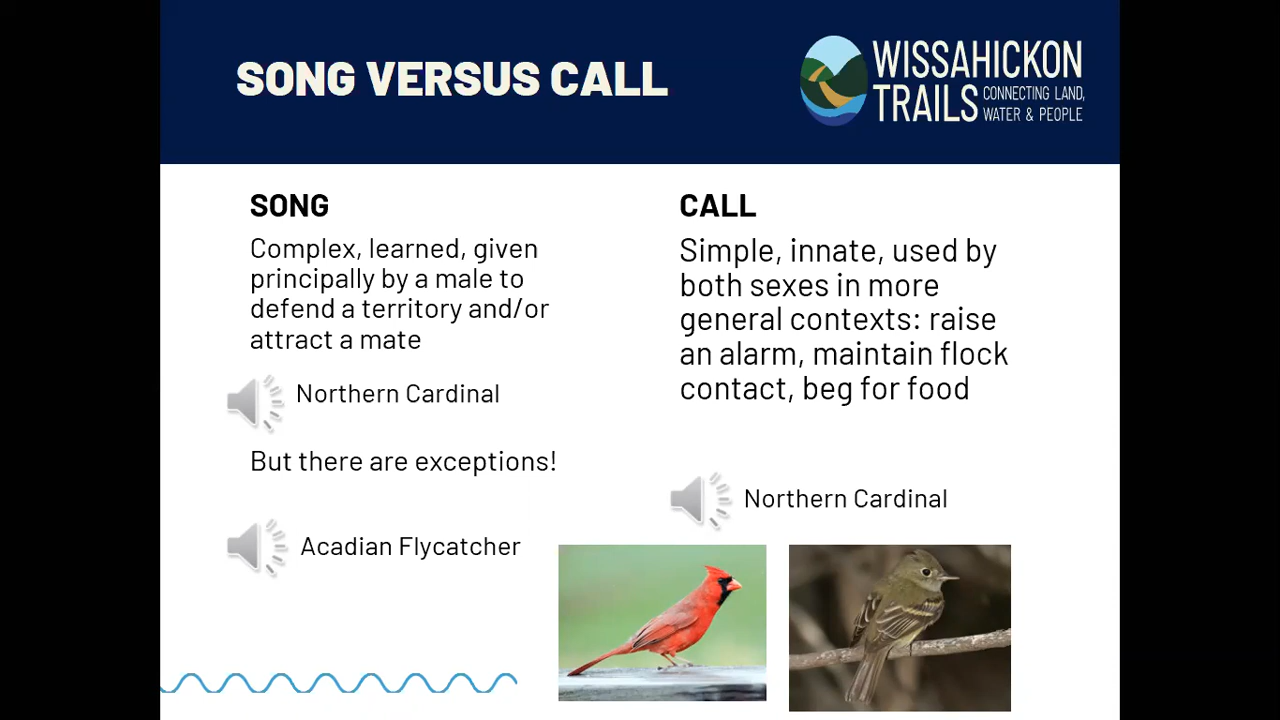 SONG VERSUS CALL
WISSAHICKON
TRAILS CONNECTING LAND,
WATER & PEOPLE
SONG
Complex, learned, given
principally by a male to
defend a territory and/or
attract a mate
Northern Cardinal
But there are exceptions!
Acadian Flycatcher
CALL
Simple, innate, used by
both sexes in more
general contexts: raise
an alarm, maintain flock
contact, beg for food
Northern Cardinal